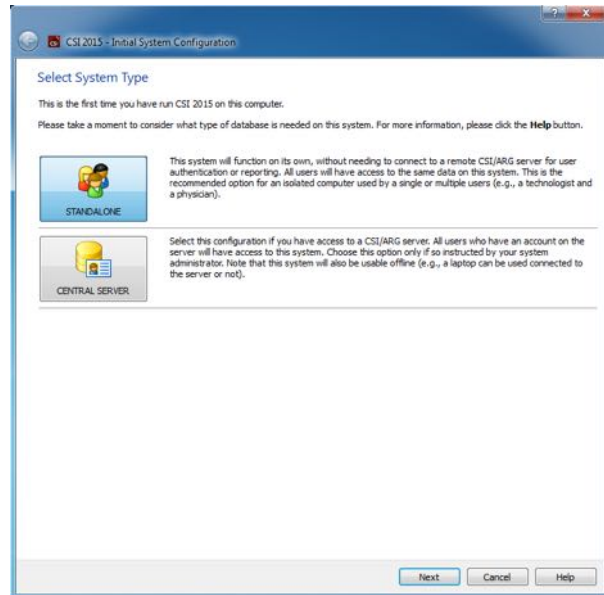 CSI 2015 - Initial System Configuration
Select System Type
This is the first time you have run CSI 2015 on this computer.
Please take a moment to consider what type of database is needed on this system. For more information, please click the Help button.
This system will function on its own, without needing to connect to a remote CSI/ARG server for user
authentication or reporting. All users will have access to the same data on this system. This is the
recommended option for an isolated computer used by a single or multiple users (e.g., a technologist and
a physician).
STANDALONE
Select this configuration if you have access to a CSI/ARG server. All users who have an account on the
server will have access to this system. Choose this option only if so instructed by your system
administrator. Note that this system will also be usable offline (e.g., a laptop can be used connected to
the server or not).
CENTRAL SERVER
Next Cancel Help